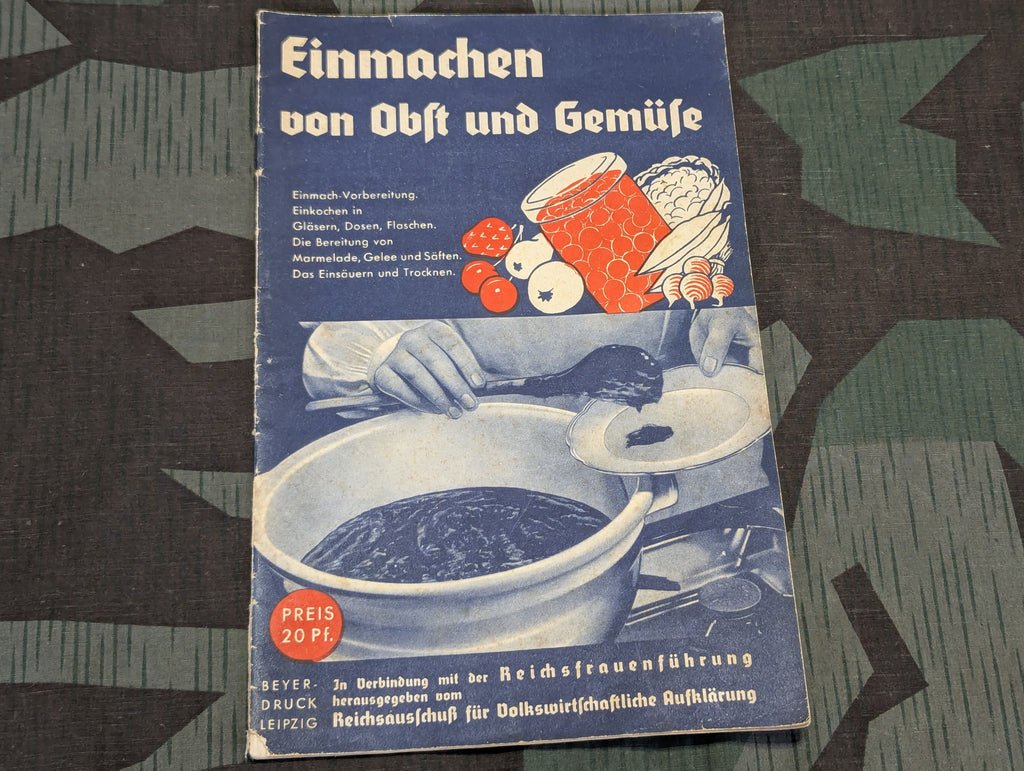 Einmachen
von Obst und Gemüse
Einmach-Vorbereitung.
Einkochen in
Gläsern, Dosen, Flaschen.
Die Bereitung von
Marmelade, Gelee und Säften.
Das Einsäuern und Trocknen.
PREIS
20 Pf.
BEYER-
DRUCK
LEIPZIG
In Verbindung mit der Reichsfrauenführung
herausgegeben vom
Reichsausschuß für Volkswirtschaftliche Aufklärung